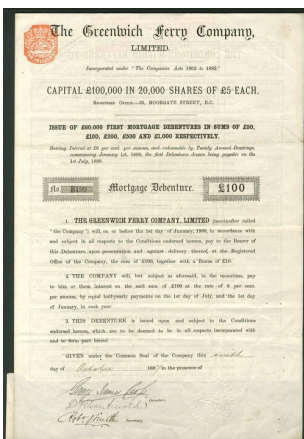 The Greenwich Ferry Company,
LIMITED.
Incorporated under "The Companies Acts 1862 to 1883."
CAPITAL £100,000 IN 20,000 SHARES OF £5 EACH.
REGISTERED OFFICE:—35, MOORGATE STREET, E.C.
ISSUE OF £60,000 FIRST MORTGAGE DEBENTURES IN SUMS OF £50,
£100, £200, £500 AND £1,000 RESPECTIVELY.
Bearing Interest at £6 per cent. per annum, and redeemable by Twenty Annual Drawings,
commencing January 1st, 1889, the first Debentures drawn being payable on the
1st July, 1889.
No. Mortgage Debenture. £100
1. THE GREENWICH FERRY COMPANY, LIMITED (hereinafter called
"the Company") will, on or before the 1st day of January, 1908, in accordance with
and subject in all respects to the Conditions endorsed hereon, pay to the Bearer of
this Debenture, upon presentation and against delivery thereof, at the Registered
Office of the Company, the sum of £100, together with a Bonus of £10.
2. THE COMPANY will, but subject as aforesaid, in the meantime, pay
to him or them interest on the said sum of £100 at the rate of 6 per cent.
per annum, by equal half-yearly payments on the 1st day of July, and the 1st day
of January, in each year.
3. THIS DEBENTURE is issued upon and subject to the Conditions
endorsed hereon, which are to be deemed to be in all respects incorporated with
and to form part hereof.
GIVEN under the Common Seal of the Company this
day of October 188 in the presence of
Directors
Secretary